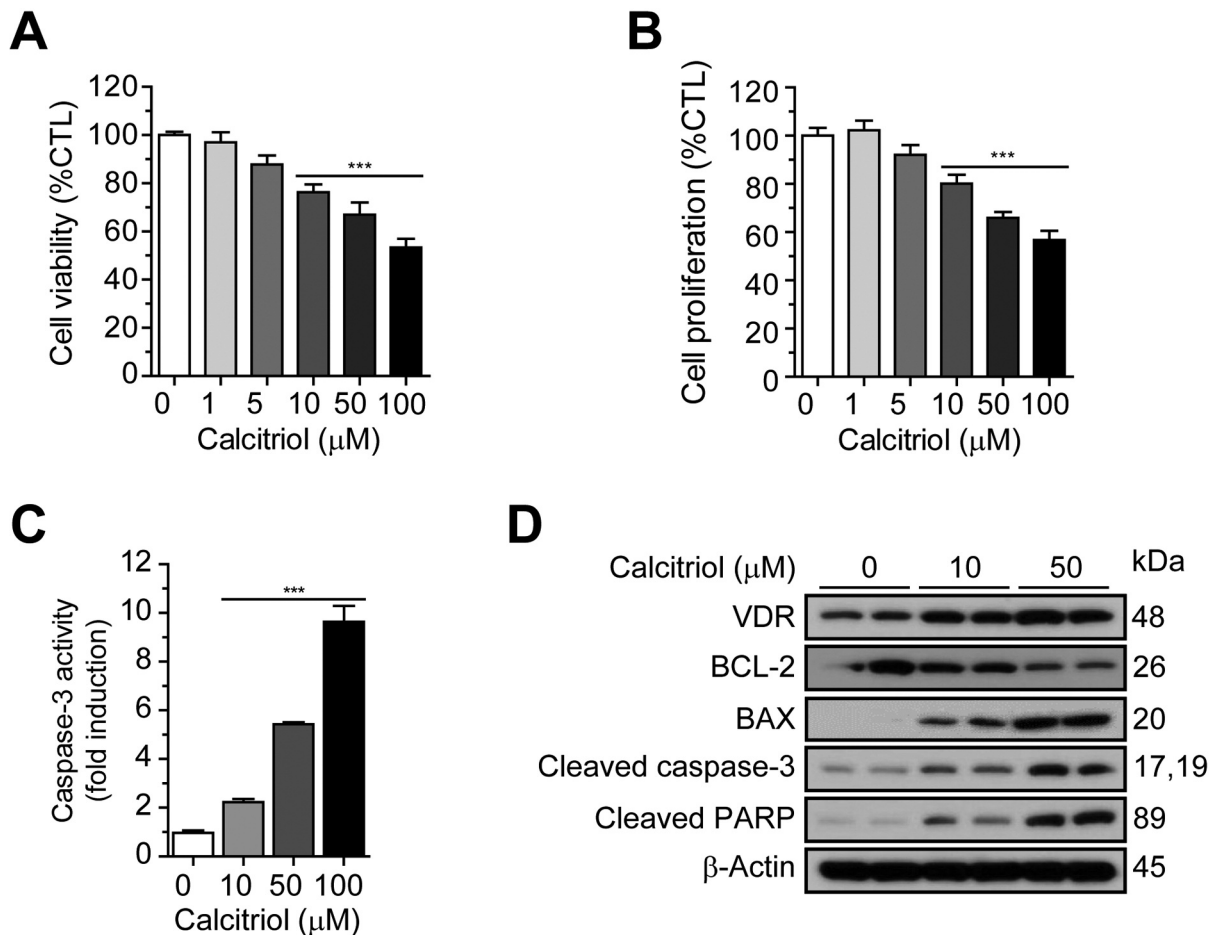 A
Cell viability (%CTL)
120
100
80
60
40
20
0
***
0 1 5 10 50 100
Calcitriol (μM)
B
Cell proliferation (%CTL)
120
100
80
60
40
20
0
***
0 1 5 10 50 100
Calcitriol (μM)
C
Caspase-3 activity
(fold induction)
12
10
8
6
4
2
0
***
0 10 50 100
Calcitriol (μM)
D
Calcitriol (μM) 0 10 50 kDa
VDR 48
BCL-2 26
BAX 20
Cleaved caspase-3 17,19
Cleaved PARP 89
β-Actin 45